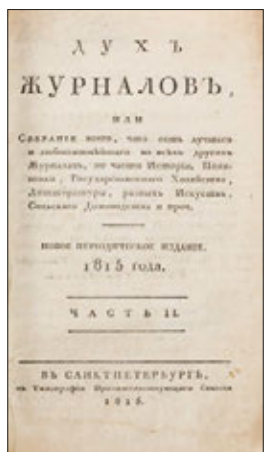 ДУХЪ
ЖУРНАЛОВЪ,
ИЛИ
Собрание всего, что есть лучшаго
и любопытнѣйшаго во всѣхъ другихъ
Журналахъ, по части Исторіи, Поли-
тики, Государственнаго Хозяйства,
Литтературы, разныхъ Искуствъ,
Сельскаго Домоводства и проч.
НОВОЕ ПЕРІОДИЧЕСКОЕ ИЗДАНІЕ.
1815 года.
ЧАСТЬ II.
ВЪ САНКТПЕТЕРБУРГѢ,
въ Типографіи Правительствующаго Сената
1815.